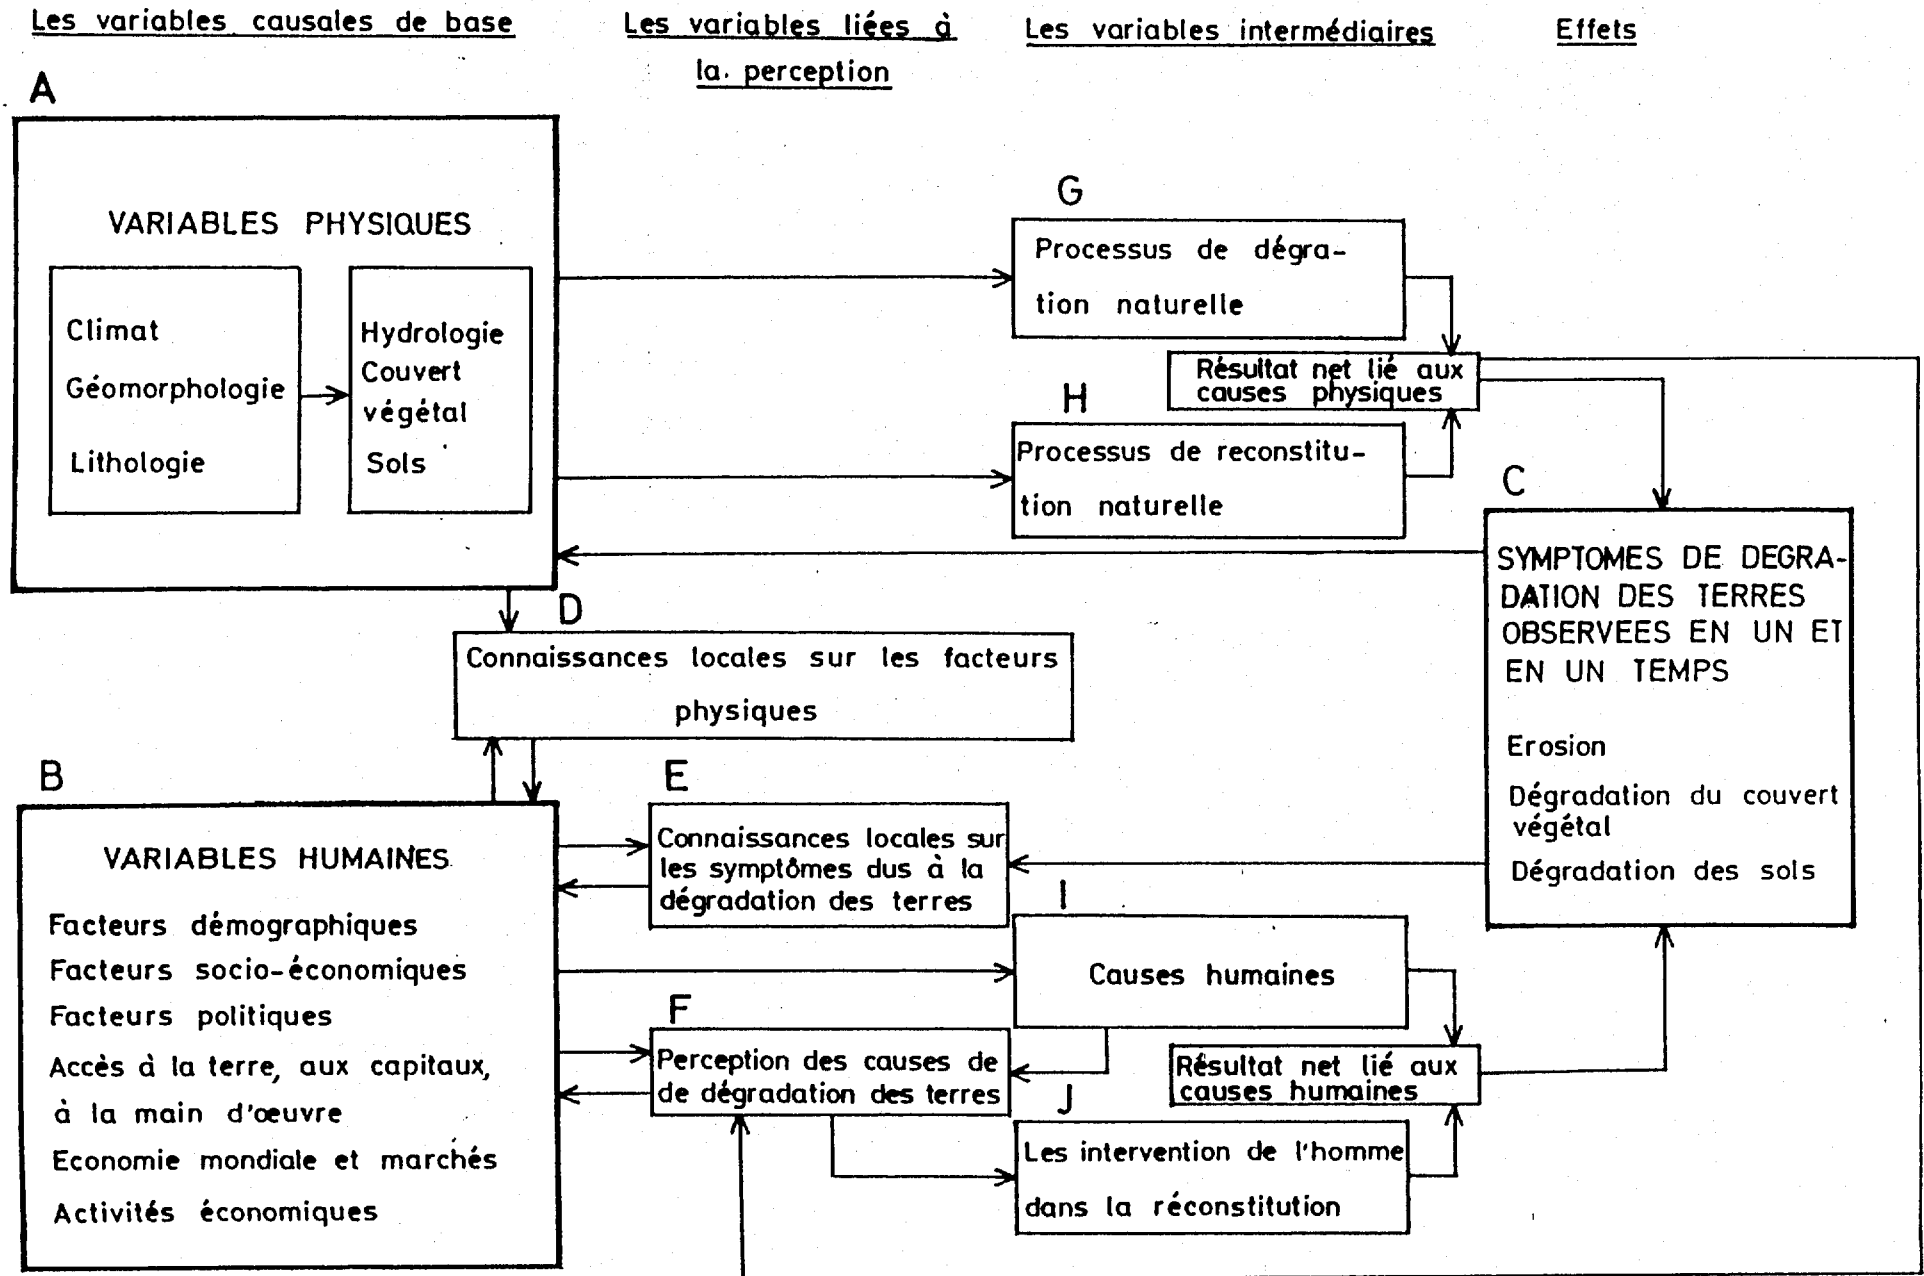 Les variables causales de base
Les variables liées à
la perception
Les variables intermédiaires
Effets
A
VARIABLES PHYSIQUES
Climat
Géomorphologie
Lithologie
Hydrologie
Couvert
végétal
Sols
G
Processus de dégra-
tion naturelle
Résultat net lié aux
causes physiques
H
Processus de reconstitu-
tion naturelle
C
SYMPTOMES DE DEGRA-
DATION DES TERRES
OBSERVEES EN UN ET
EN UN TEMPS
Erosion
Dégradation du couvert
végétal
Dégradation des sols
D
Connaissances locales sur les facteurs
physiques
B
VARIABLES HUMAINES
Facteurs démographiques
Facteurs socio-économiques
Facteurs politiques
Accès à la terre, aux capitaux,
à la main d'œuvre
Economie mondiale et marchés
Activités économiques
E
Connaissances locales sur
les symptômes dus à la
dégradation des terres
I
Causes humaines
F
Perception des causes de
de dégradation des terres
Résultat net lié aux
causes humaines
J
Les intervention de l'homme
dans la réconstitution